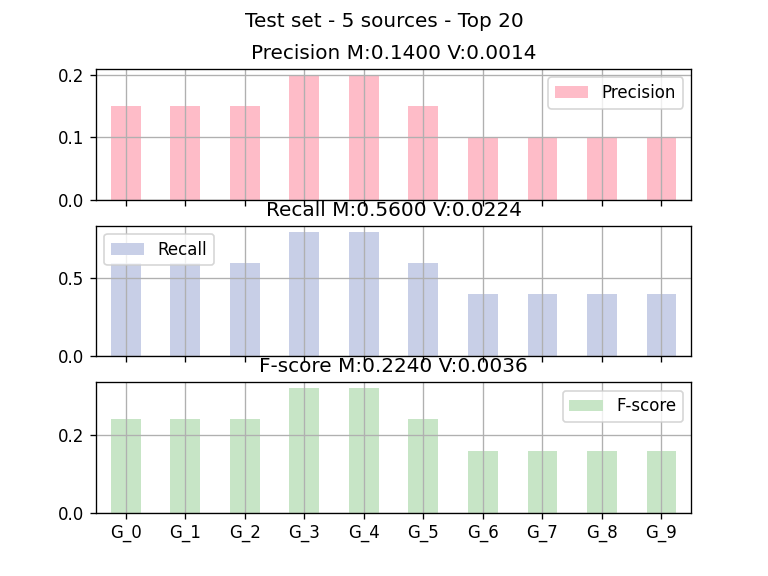 Test set - 5 sources - Top 20
Precision M:0.1400 V:0.0014
0.2
Precision
0.1
0.0
Recall M:0.5600 V:0.0224
Recall
0.5
0.0
F-score M:0.2240 V:0.0036
F-score
0.2
0.0
G_0 G_1 G_2 G_3 G_4 G_5 G_6 G_7 G_8 G_9